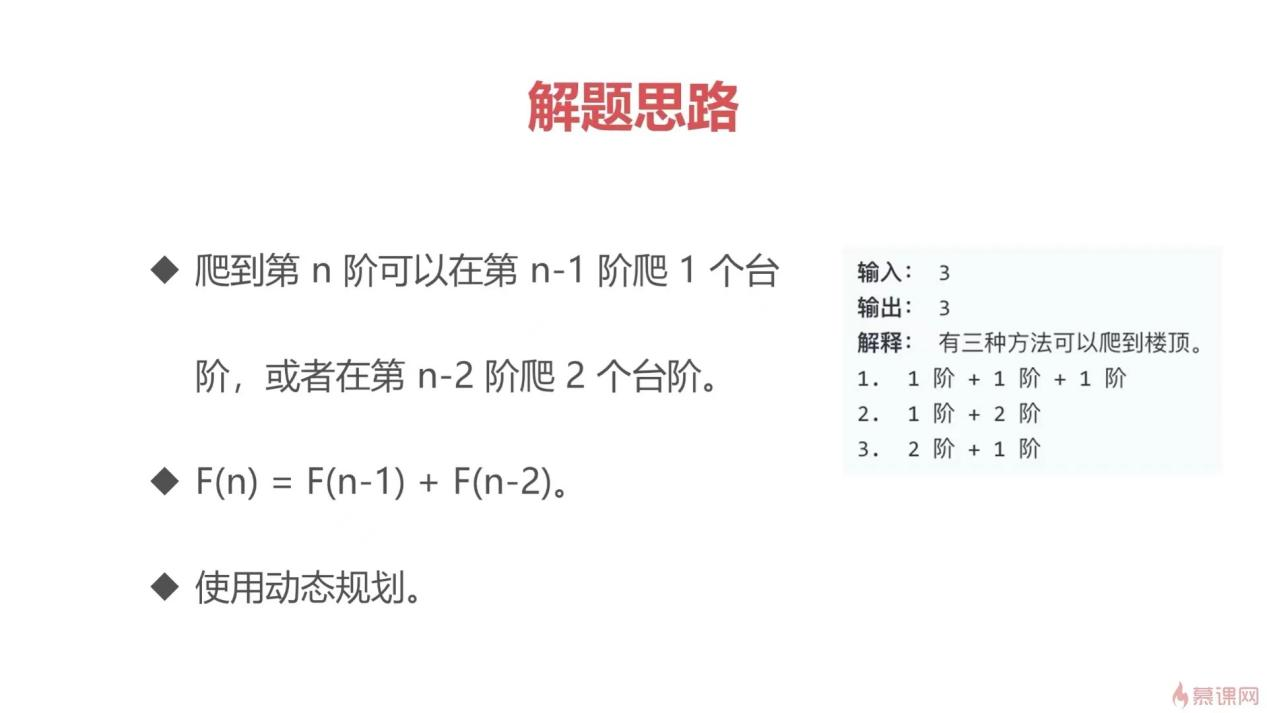 解题思路
◆ 爬到第 n 阶可以在第 n-1 阶爬 1 个台
阶，或者在第 n-2 阶爬 2 个台阶。
◆ F(n) = F(n-1) + F(n-2)。
◆ 使用动态规划。
输入： 3
输出： 3
解释： 有三种方法可以爬到楼顶。
1. 1 阶 + 1 阶 + 1 阶
2. 1 阶 + 2 阶
3. 2 阶 + 1 阶
慕课网